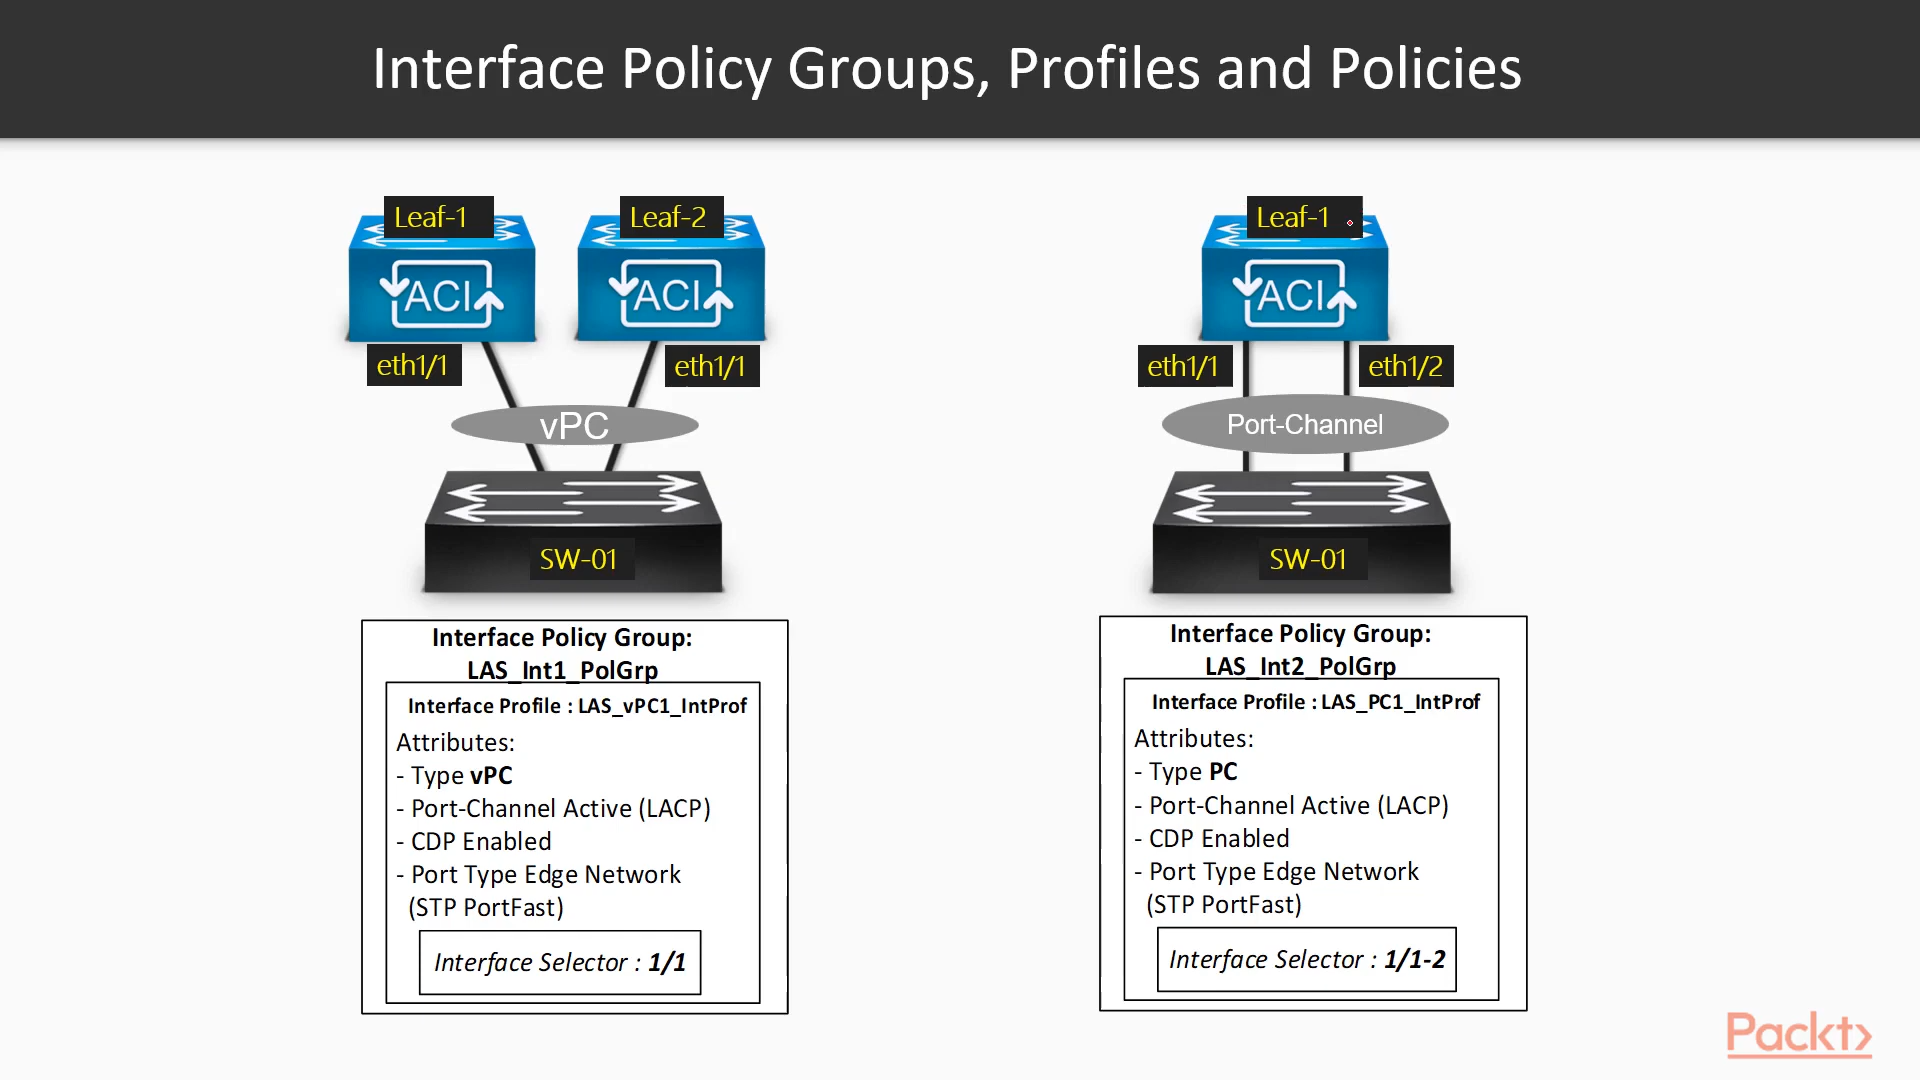 Interface Policy Groups, Profiles and Policies
Leaf-1
Leaf-2
ACI
ACI
eth1/1
eth1/1
vPC
SW-01
Interface Policy Group:
LAS_Int1_PolGrp
Interface Profile : LAS_vPC1_IntProf
Attributes:
- Type vPC
- Port-Channel Active (LACP)
- CDP Enabled
- Port Type Edge Network
(STP PortFast)
Interface Selector : 1/1
Leaf-1
ACI
eth1/1
eth1/2
Port-Channel
SW-01
Interface Policy Group:
LAS_Int2_PolGrp
Interface Profile : LAS_PC1_IntProf
Attributes:
- Type PC
- Port-Channel Active (LACP)
- CDP Enabled
- Port Type Edge Network
(STP PortFast)
Interface Selector : 1/1-2
Packt>